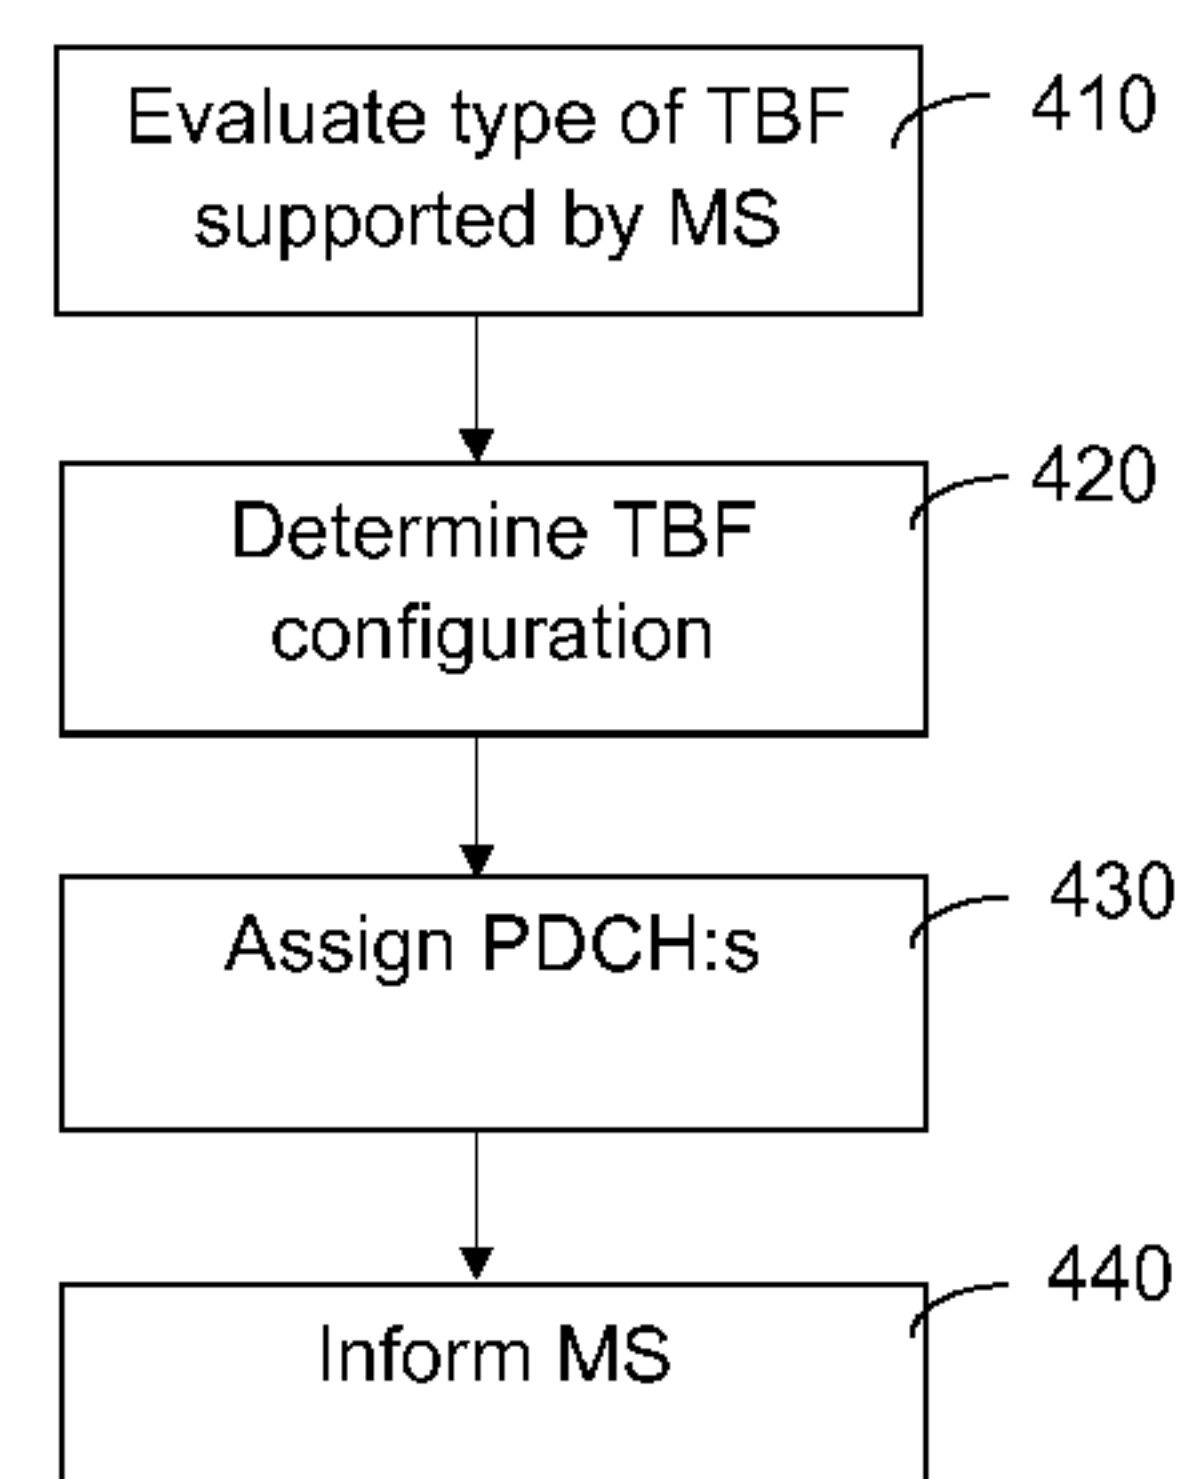 Evaluate type of TBF
supported by MS
410
Determine TBF
configuration
420
Assign PDCH:s
430
Inform MS
440